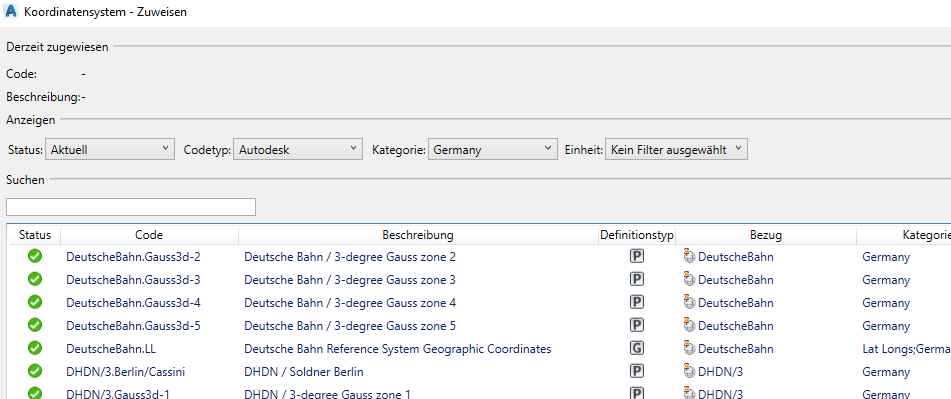 Koordinatensystem - Zuweisen
Derzeit zugewiesen
Code: -
Beschreibung:-
Anzeigen
Status: Aktuell Codetyp: Autodesk Kategorie: Germany Einheit: Kein Filter ausgewählt
Suchen
Status Code Beschreibung Definitionstyp Bezug Kategorie
DeutscheBahn.Gauss3d-2 Deutsche Bahn / 3-degree Gauss zone 2 P DeutscheBahn Germany
DeutscheBahn.Gauss3d-3 Deutsche Bahn / 3-degree Gauss zone 3 P DeutscheBahn Germany
DeutscheBahn.Gauss3d-4 Deutsche Bahn / 3-degree Gauss zone 4 P DeutscheBahn Germany
DeutscheBahn.Gauss3d-5 Deutsche Bahn / 3-degree Gauss zone 5 P DeutscheBahn Germany
DeutscheBahn.LL Deutsche Bahn Reference System Geographic Coordinates G DeutscheBahn Lat Longs;Germa
DHDN/3.Berlin/Cassini DHDN / Soldner Berlin P DHDN/3 Germany
DHDN/3.Gauss3d-1 DHDN / 3-degree Gauss zone 1 P DHDN/3 Germany